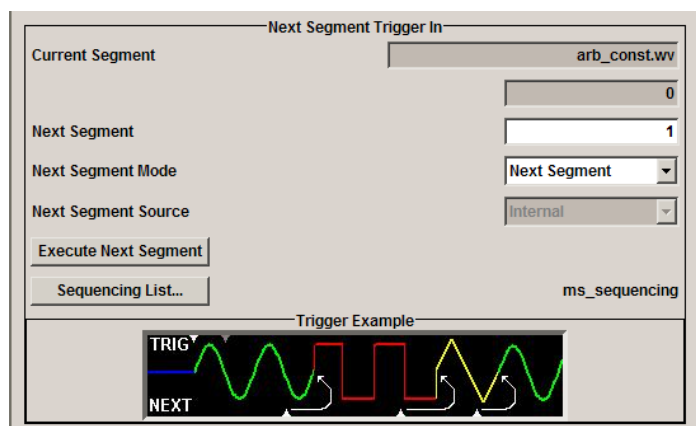 Next Segment Trigger In
Current Segment arb_const.wv
0
Next Segment 1
Next Segment Mode Next Segment
Next Segment Source Internal
Execute Next Segment
Sequencing List... ms_sequencing
Trigger Example
TRIG
NEXT